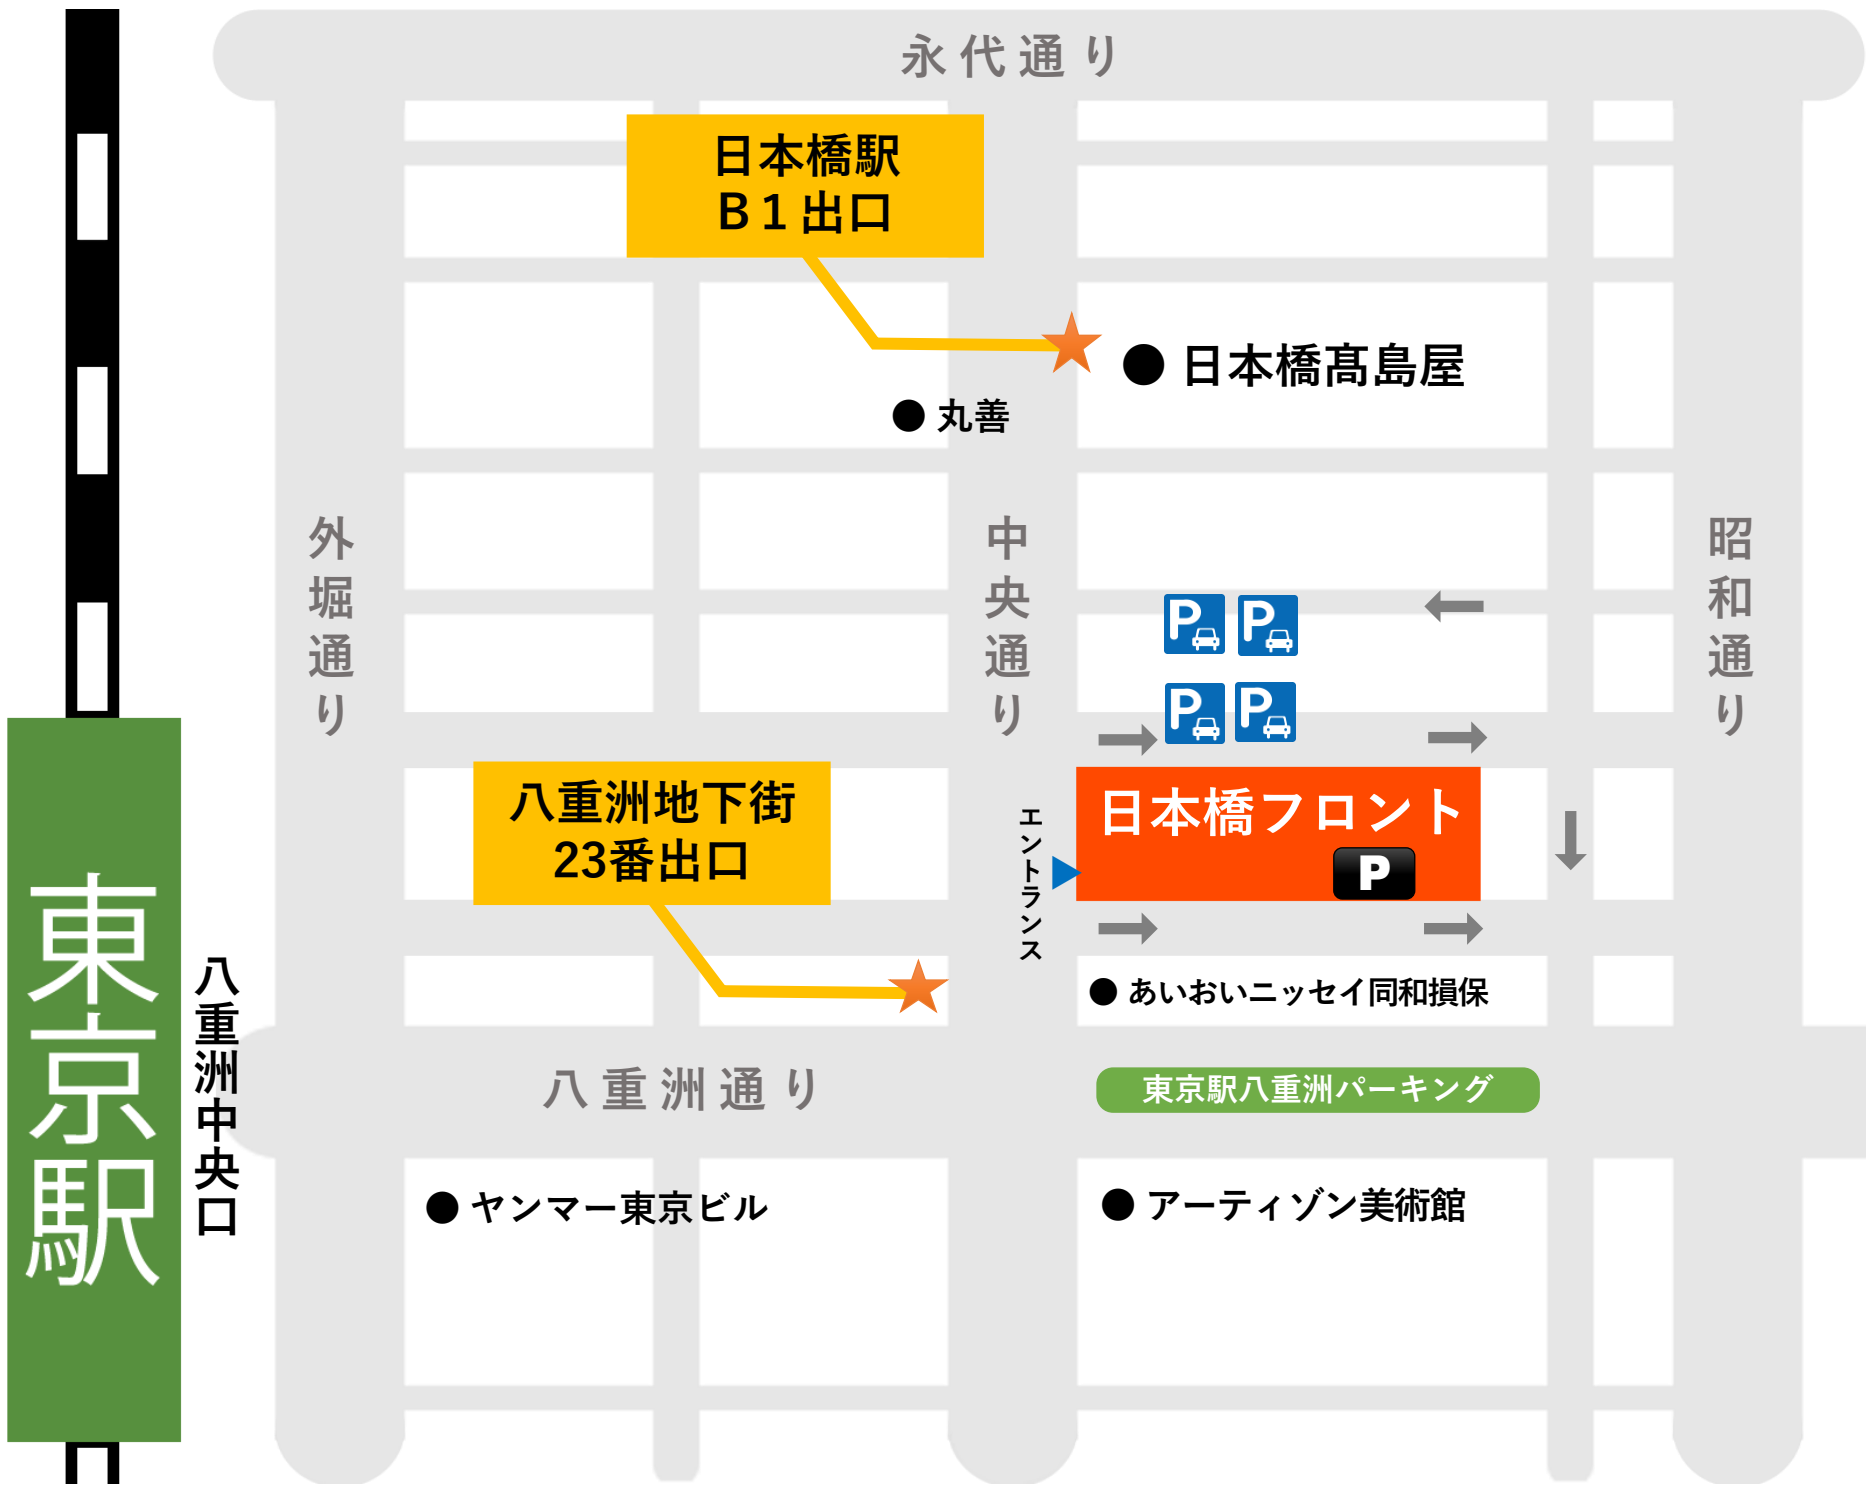 永代通り
日本橋駅
B1出口
日本橋髙島屋
丸善
外堀通り
中央通り
昭和通り
P
P
P
P
八重洲地下街
23番出口
エントランス
日本橋フロント
P
東京駅
八重洲中央口
あいおいニッセイ同和損保
八重洲通り
東京駅八重洲パーキング
ヤンマー東京ビル
アーティゾン美術館